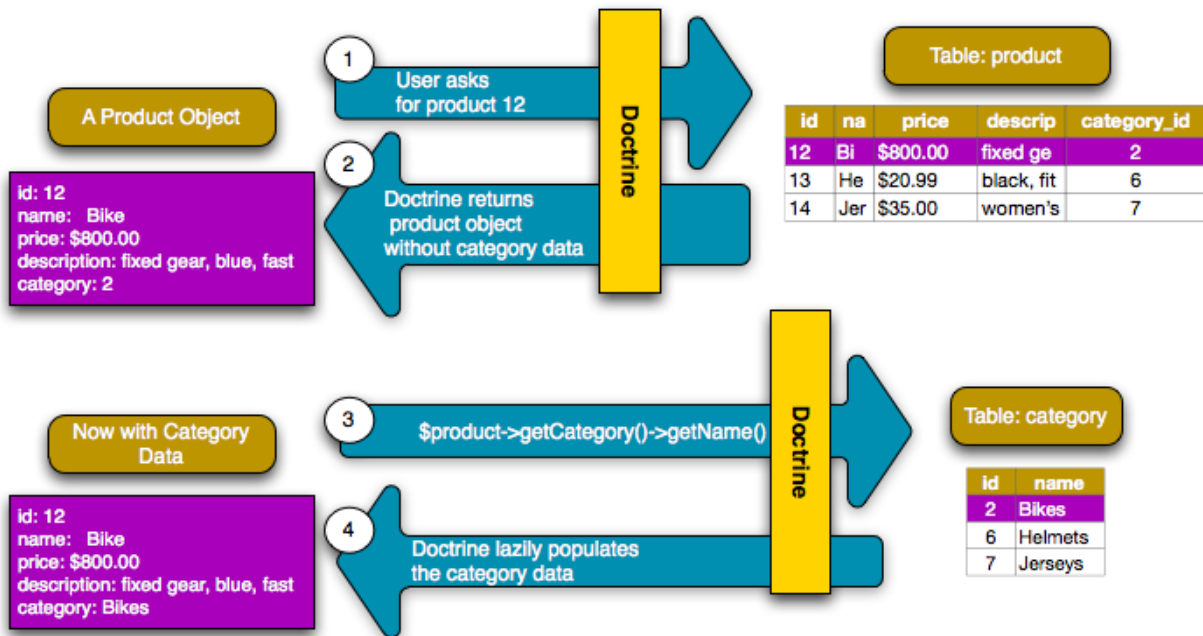 1
User asks
for product 12
Doctrine
Table: product
A Product Object
id na price descrip category_id
12 Bi $800.00 fixed ge 2
13 He $20.99 black, fit 6
14 Jer $35.00 women's 7
2
Doctrine returns
product object
without category data
id: 12
name: Bike
price: $800.00
description: fixed gear, blue, fast
category: 2
3
$product->getCategory()->getName()
Doctrine
Table: category
Now with Category
Data
id name
2 Bikes
6 Helmets
7 Jerseys
4
Doctrine lazily populates
the category data
id: 12
name: Bike
price: $800.00
description: fixed gear, blue, fast
category: Bikes